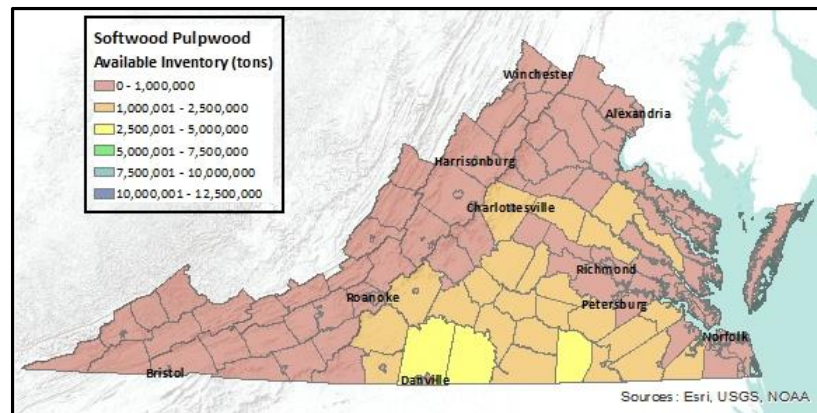 Softwood Pulpwood
Available Inventory (tons)
0 - 1,000,000
1,000,001 - 2,500,000
2,500,001 - 5,000,000
5,000,001 - 7,500,000
7,500,001 - 10,000,000
10,000,001 - 12,500,000
Winchester
Alexandria
Harrisonburg
Charlottesville
Richmond
Roanoke
Petersburg
Norfolk
Bristol
Danville
Sources: Esri, USGS, NOAA